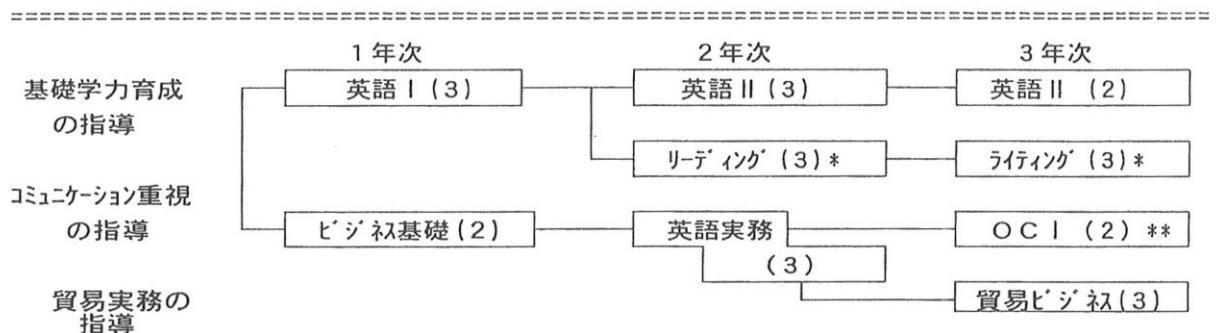 1年次 2年次 3年次
基礎学力育成 英語Ⅰ(3) 英語Ⅱ(3) 英語Ⅱ (2)
の指導
リーディング(3)* ライティング(3)*
コミュニケーション重視
の指導 ビジネス基礎(2) 英語実務 OCⅠ (2) **
(3)
貿易実務の 貿易ビジネス(3)
指導